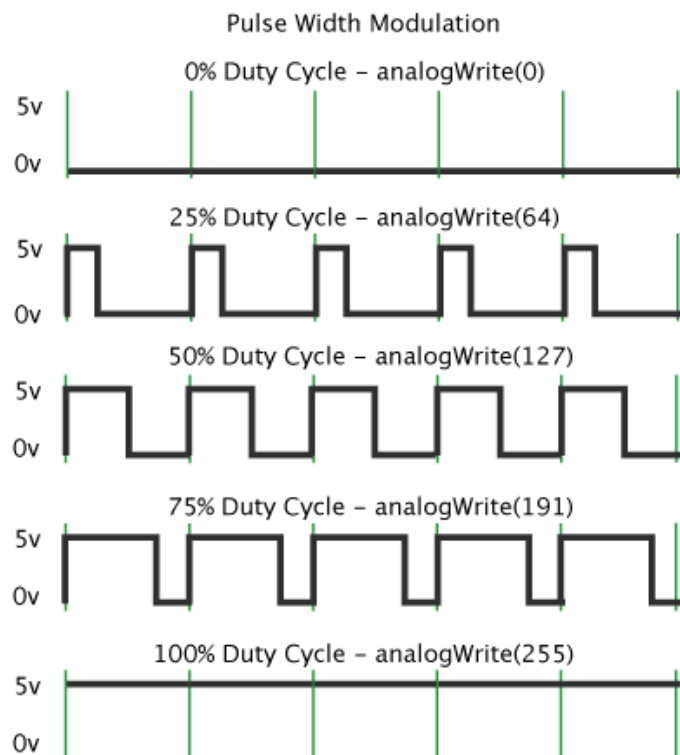 Pulse Width Modulation
0% Duty Cycle – analogWrite(0)
5v
0v
25% Duty Cycle – analogWrite(64)
5v
0v
50% Duty Cycle – analogWrite(127)
5v
0v
75% Duty Cycle – analogWrite(191)
5v
0v
100% Duty Cycle – analogWrite(255)
5v
0v